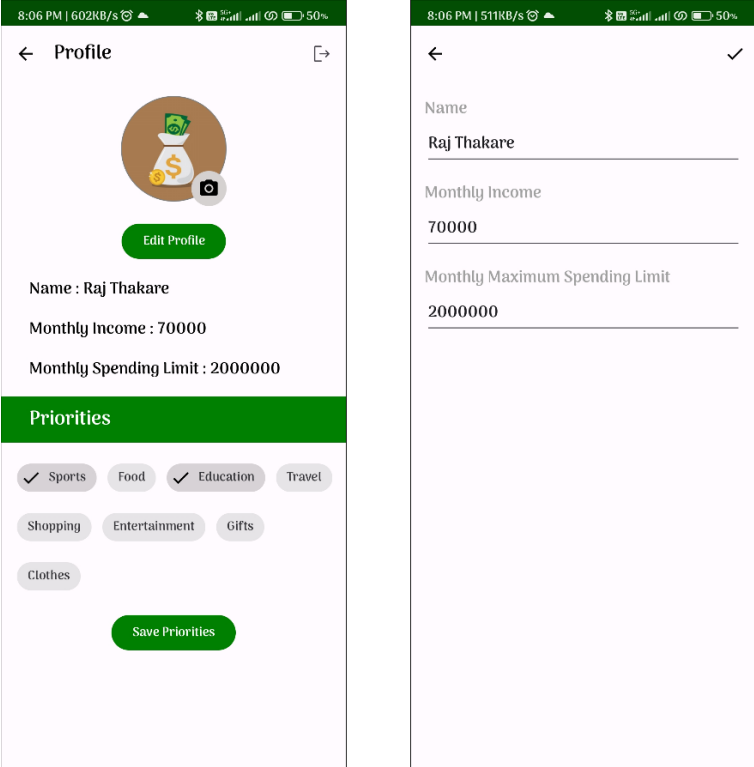 8:06 PM | 602KB/s 50%
Profile
Edit Profile
Name : Raj Thakare
Monthly Income : 70000
Monthly Spending Limit : 2000000
Priorities
Sports Food Education Travel
Shopping Entertainment Gifts
Clothes
Save Priorities
8:06 PM | 511KB/s 50%
Name
Raj Thakare
Monthly Income
70000
Monthly Maximum Spending Limit
2000000